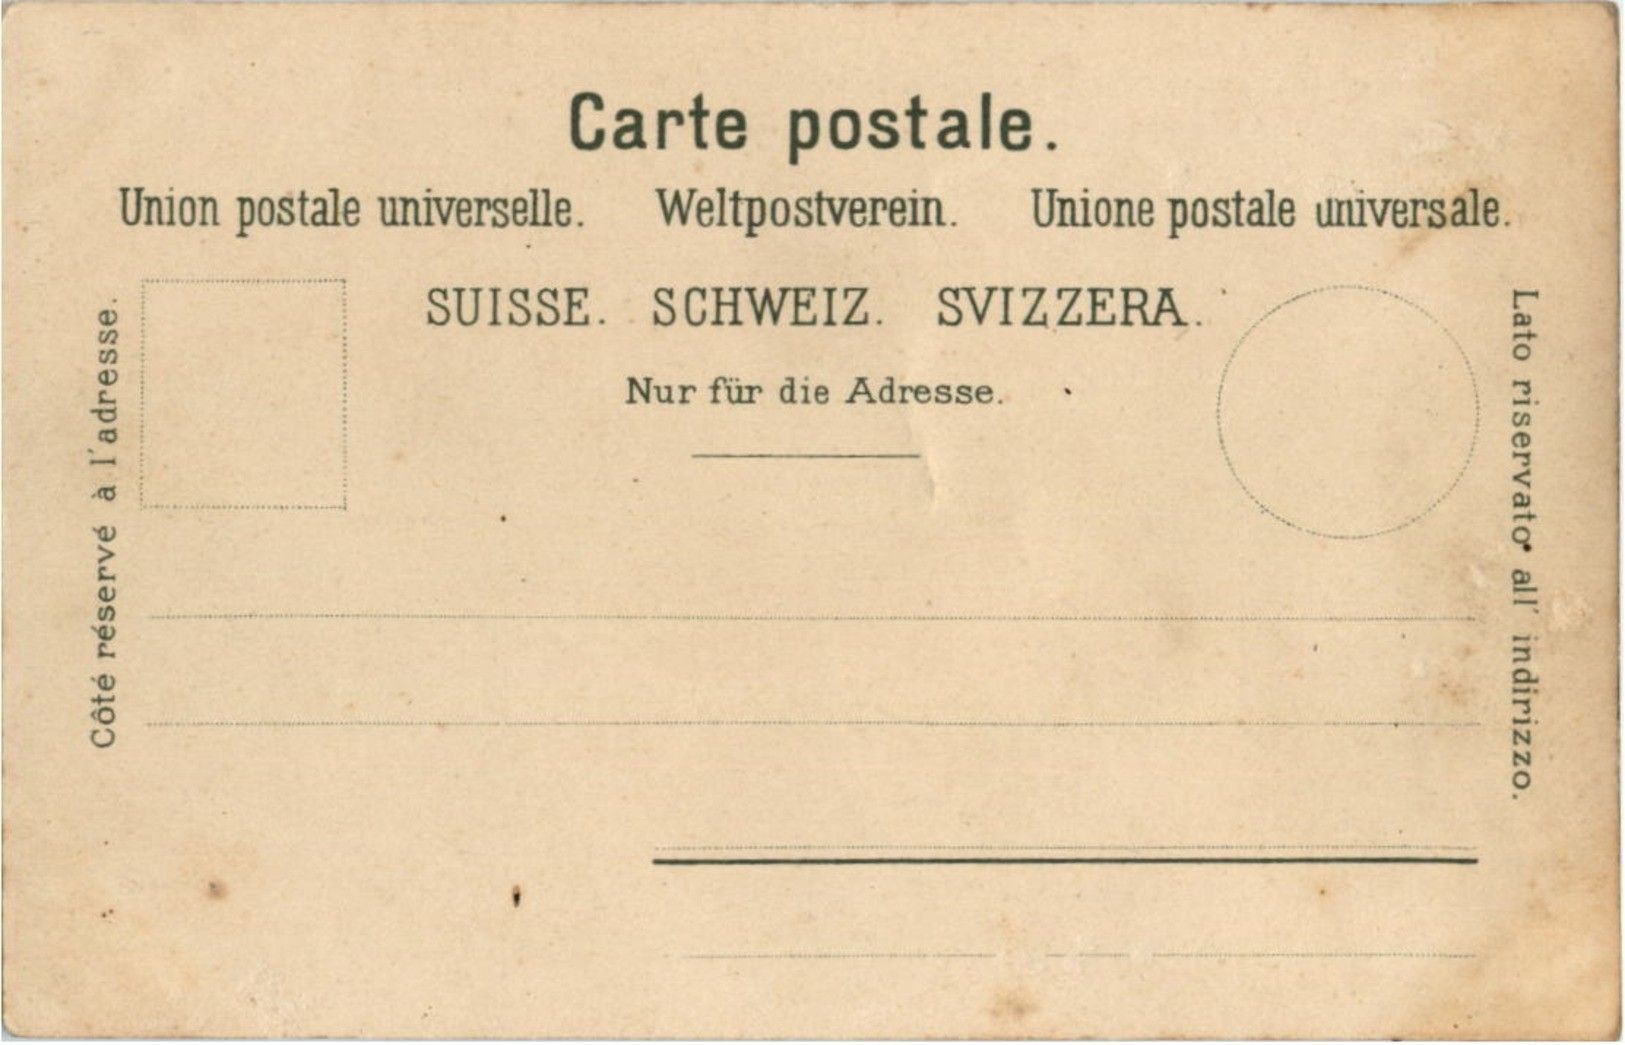 Carte postale.
Union postale universelle. Weltpostverein. Unione postale universale.
SUISSE. SCHWEIZ. SVIZZERA.
Nur für die Adresse.
Côté réservé à l'adresse.
Lato riservato all' indirizzo.